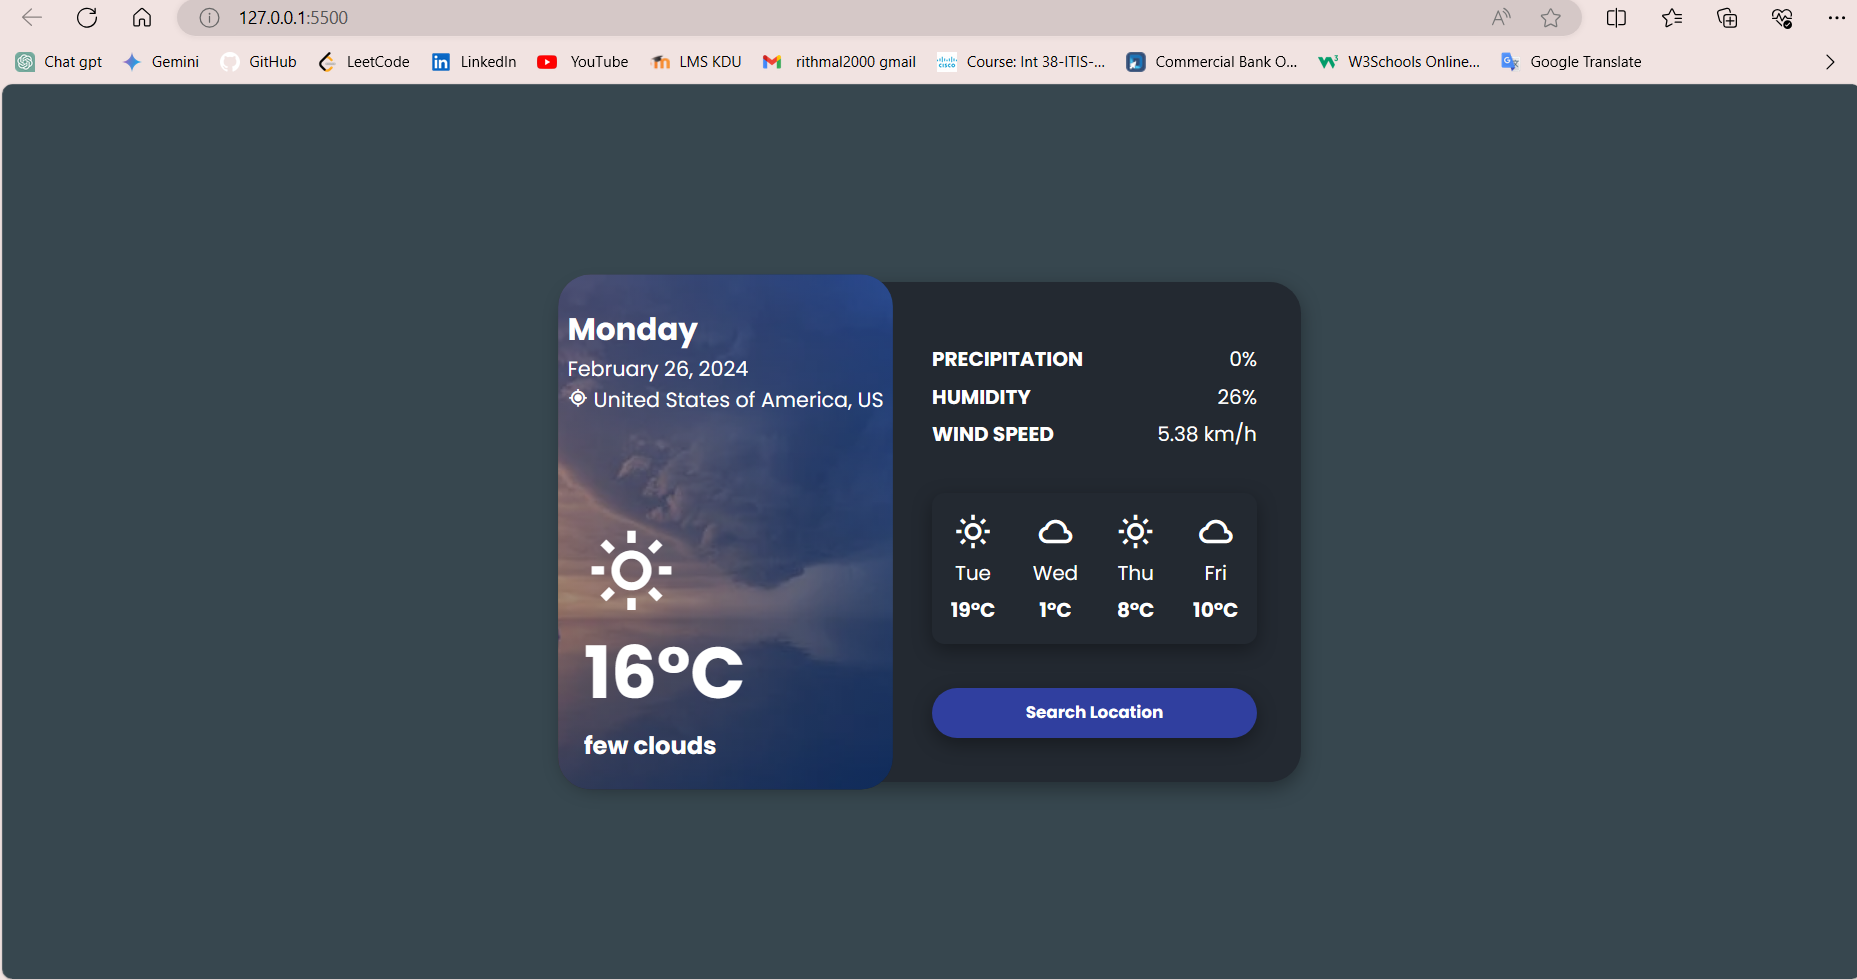 127.0.0.1:5500
Chat gpt Gemini GitHub LeetCode LinkedIn YouTube LMS KDU rithmal2000 gmail Course: Int 38-ITIS-... Commercial Bank O... W3Schools Online... Google Translate
Monday
February 26, 2024
United States of America, US
16°C
few clouds
PRECIPITATION 0%
HUMIDITY 26%
WIND SPEED 5.38 km/h
Tue Wed Thu Fri
19°C 1°C 8°C 10°C
Search Location